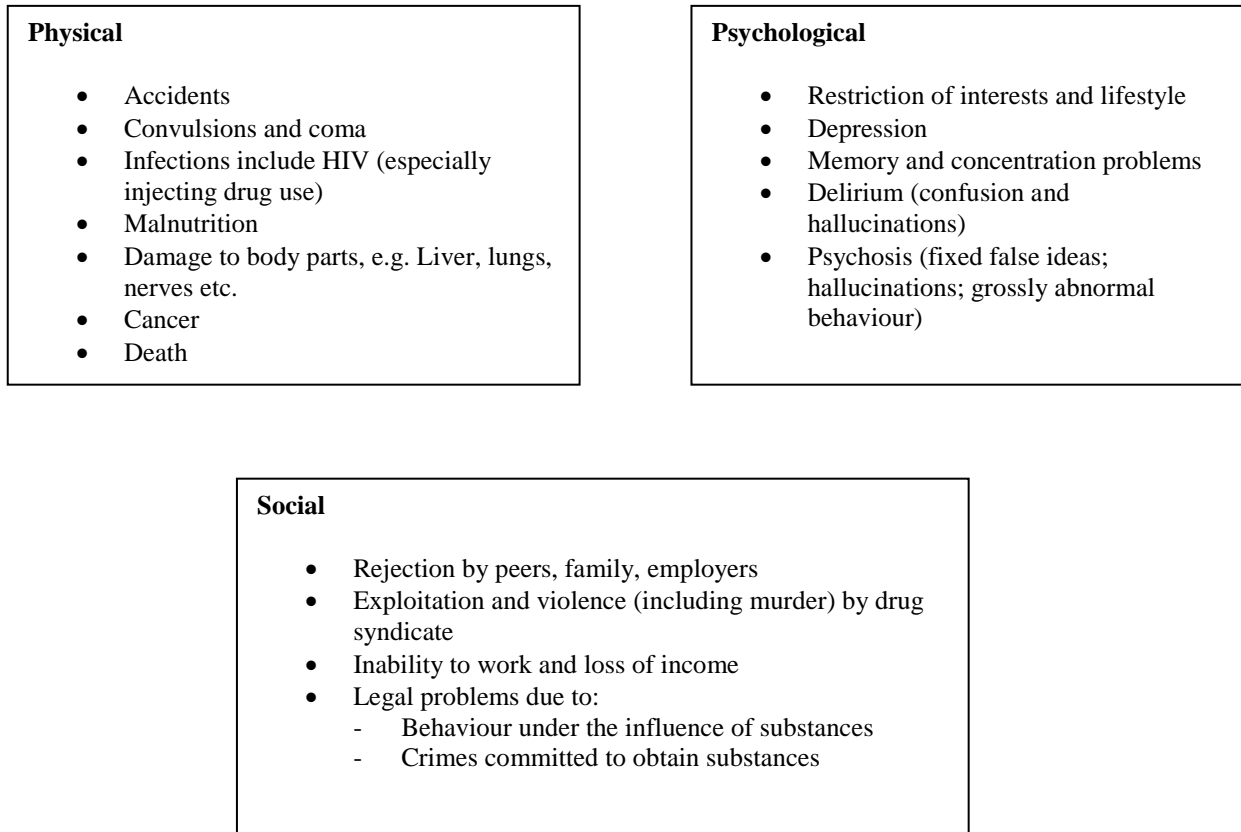 Physical
• Accidents
• Convulsions and coma
• Infections include HIV (especially
injecting drug use)
• Malnutrition
• Damage to body parts, e.g. Liver, lungs,
nerves etc.
• Cancer
• Death
Psychological
• Restriction of interests and lifestyle
• Depression
• Memory and concentration problems
• Delirium (confusion and
hallucinations)
• Psychosis (fixed false ideas;
hallucinations; grossly abnormal
behaviour)
Social
• Rejection by peers, family, employers
• Exploitation and violence (including murder) by drug
syndicate
• Inability to work and loss of income
• Legal problems due to:
- Behaviour under the influence of substances
- Crimes committed to obtain substances